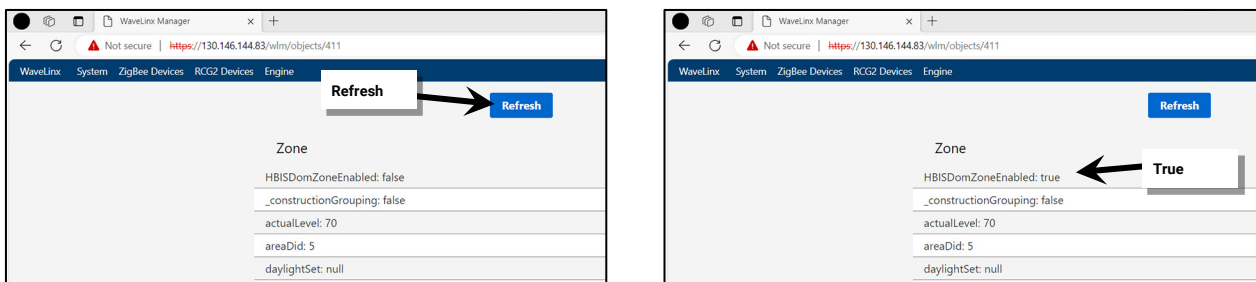 WaveLinx Manager
Not secure | https://130.146.144.83/wlm/objects/411
WaveLinx System ZigBee Devices RCG2 Devices Engine
Refresh
Refresh
Zone
HBISDomZoneEnabled: false
_constructionGrouping: false
actualLevel: 70
areaDid: 5
daylightSet: null
WaveLinx Manager
Not secure | https://130.146.144.83/wlm/objects/411
WaveLinx System ZigBee Devices RCG2 Devices Engine
Refresh
Zone
HBISDomZoneEnabled: true
True
_constructionGrouping: false
actualLevel: 70
areaDid: 5
daylightSet: null